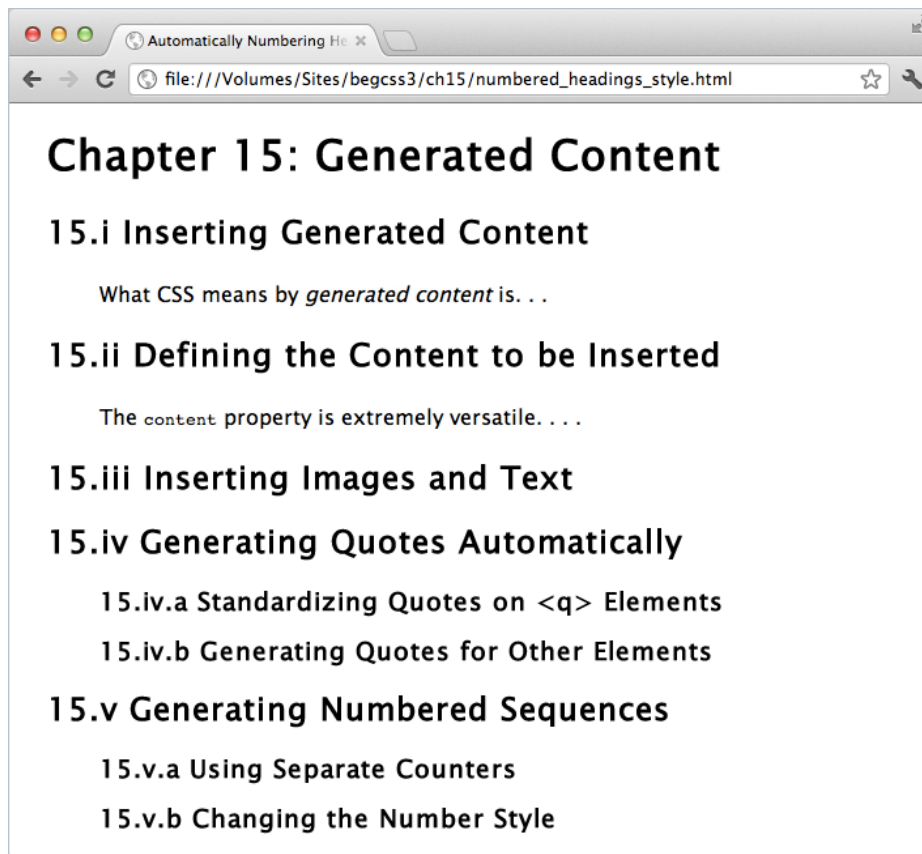 Automatically Numbering He
file:///Volumes/Sites/begcss3/ch15/numbered_headings_style.html
Chapter 15: Generated Content
15.i Inserting Generated Content
What CSS means by generated content is. . .
15.ii Defining the Content to be Inserted
The content property is extremely versatile. . . .
15.iii Inserting Images and Text
15.iv Generating Quotes Automatically
15.iv.a Standardizing Quotes on <q> Elements
15.iv.b Generating Quotes for Other Elements
15.v Generating Numbered Sequences
15.v.a Using Separate Counters
15.v.b Changing the Number Style